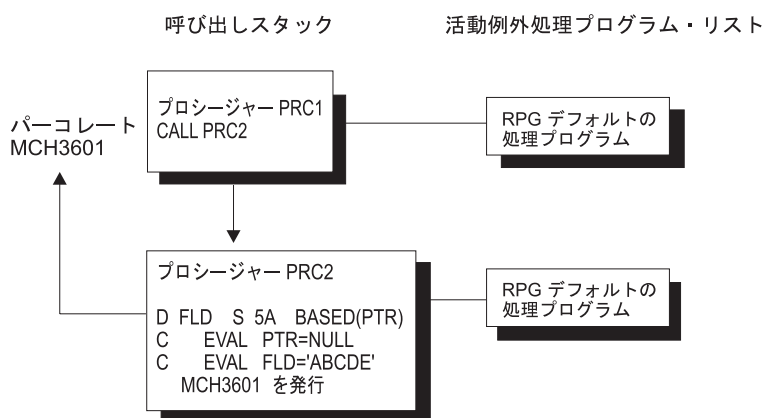 呼び出しスタック
活動例外処理プログラム・リスト
パーコレート
MCH3601
プロシージャー PRC1
CALL PRC2
RPG デフォルトの
処理プログラム
プロシージャー PRC2
D FLD S 5A BASED(PTR)
C EVAL PTR=NULL
C EVAL FLD='ABCDE'
MCH3601 を発行
RPG デフォルトの
処理プログラム